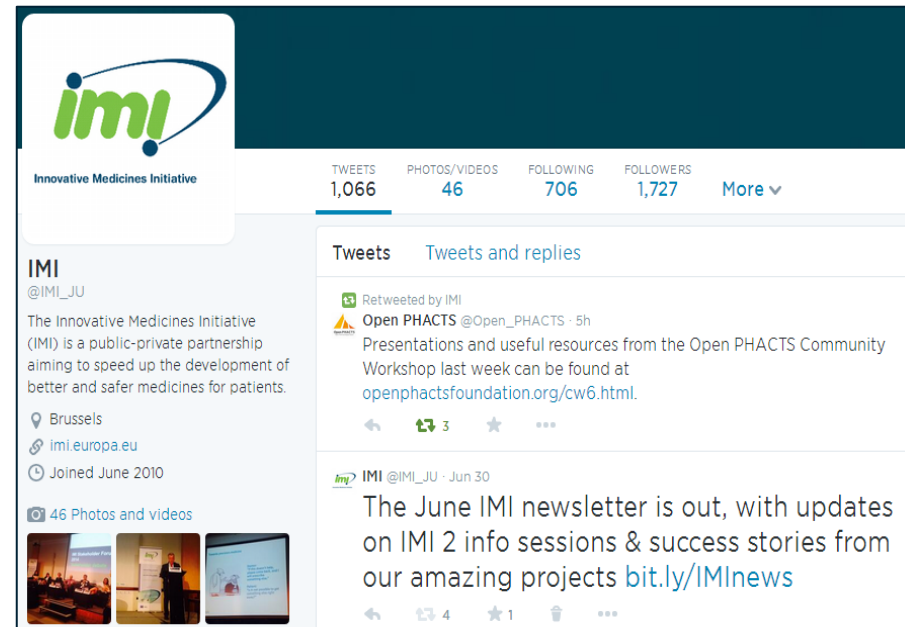 imi
Innovative Medicines Initiative
TWEETS
1,066
PHOTOS/VIDEOS
46
FOLLOWING
706
FOLLOWERS
1,727
More
IMI
@IMI_JU
The Innovative Medicines Initiative
(IMI) is a public-private partnership
aiming to speed up the development of
better and safer medicines for patients.
Brussels
imi.europa.eu
Joined June 2010
46 Photos and videos
Tweets
Tweets and replies
Retweeted by IMI
Open PHACTS @Open_PHACTS · 5h
Presentations and useful resources from the Open PHACTS Community
Workshop last week can be found at
openphactsfoundation.org/cw6.html.
3
imi
IMI @IMI_JU · Jun 30
The June IMI newsletter is out, with updates
on IMI 2 info sessions & success stories from
our amazing projects bit.ly/IMInews
4
1